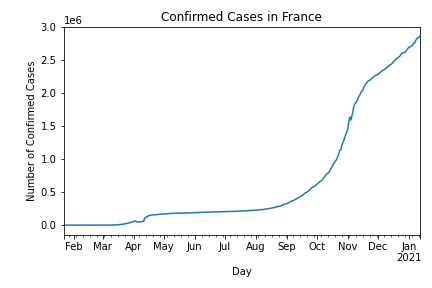 Confirmed Cases in France
1e6
3.0
2.5
2.0
1.5
1.0
0.5
0.0
Number of Confirmed Cases
Feb Mar Apr May Jun Jul Aug Sep Oct Nov Dec Jan
2021
Day